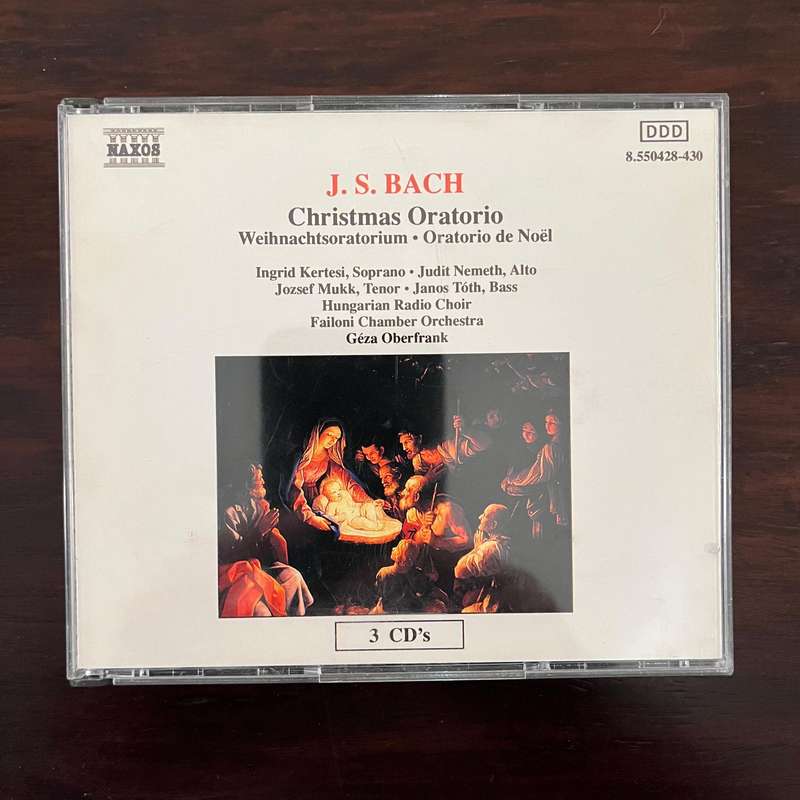 NAXOS
DDD
8.550428-430
J. S. BACH
Christmas Oratorio
Weihnachtsoratorium • Oratorio de Noël
Ingrid Kertesi, Soprano • Judit Nemeth, Alto
Jozsef Mukk, Tenor • Janos Tóth, Bass
Hungarian Radio Choir
Failoni Chamber Orchestra
Géza Oberfrank
3 CD's